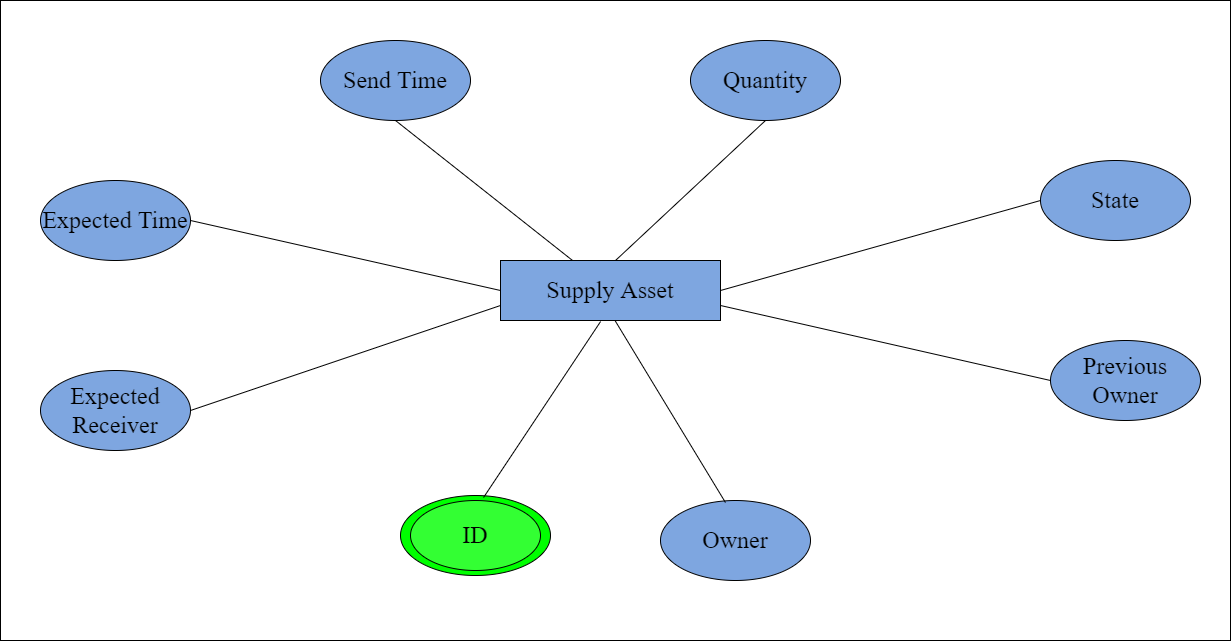 Send Time
Quantity
Expected Time
State
Supply Asset
Previous
Owner
Expected
Receiver
ID
Owner